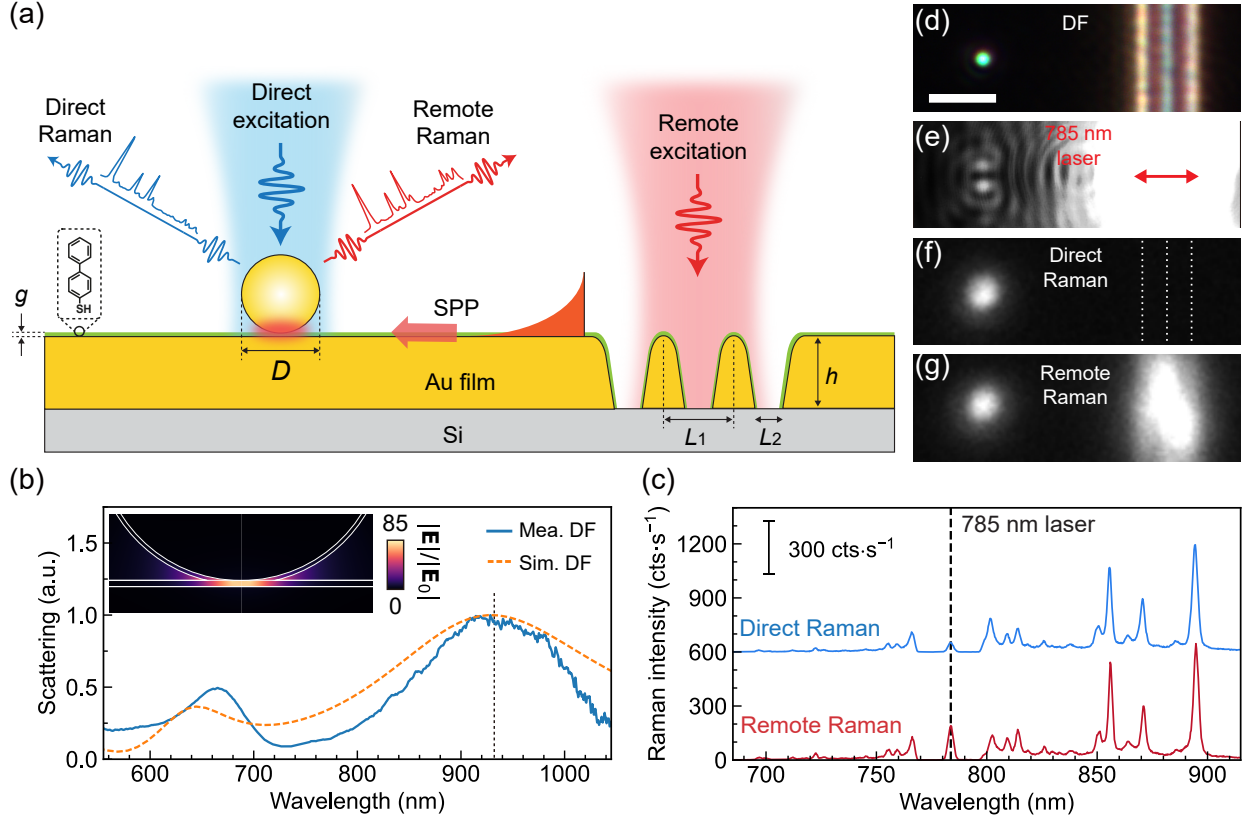 (a)
Direct
Raman
Direct
excitation
Remote
Raman
Remote
excitation
SH
g
SPP
D
Au film
h
Si
L1
L2
(d)
DF
(e)
785 nm
laser
(f)
Direct
Raman
(g)
Remote
Raman
(b)
Scattering (a.u.)
1.5
1.0
0.5
0.0
85
0
|E|/|E0|
Mea. DF
Sim. DF
600
700
800
900
1000
Wavelength (nm)
(c)
Raman intensity (cts·s−1)
1200
900
600
300
0
300 cts·s−1
785 nm laser
Direct Raman
Remote Raman
700
750
800
850
900
Wavelength (nm)